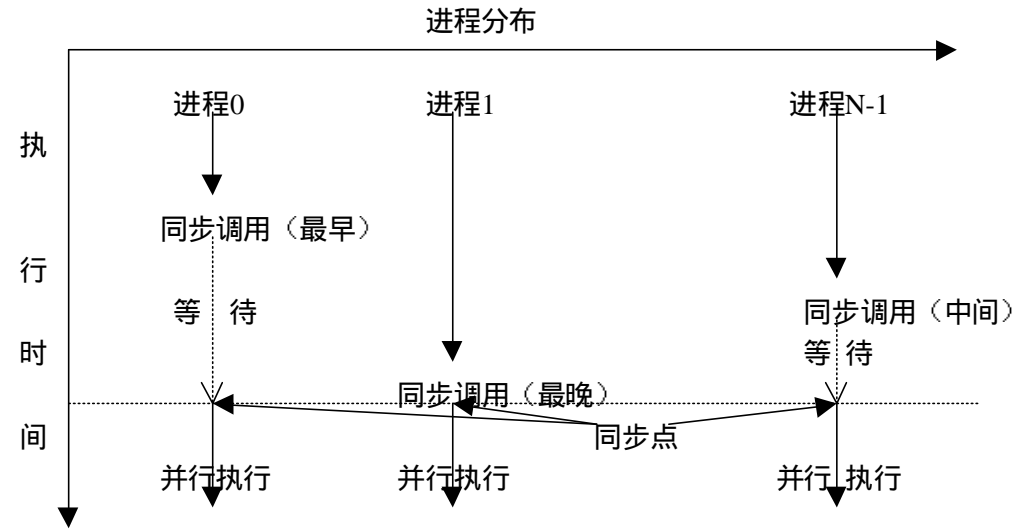 进程分布
进程0
进程1
进程N-1
执行时间
同步调用（最早）
等 待
同步调用（中间）
等 待
同步调用（最晚）
同步点
并行执行
并行执行
并行 执行